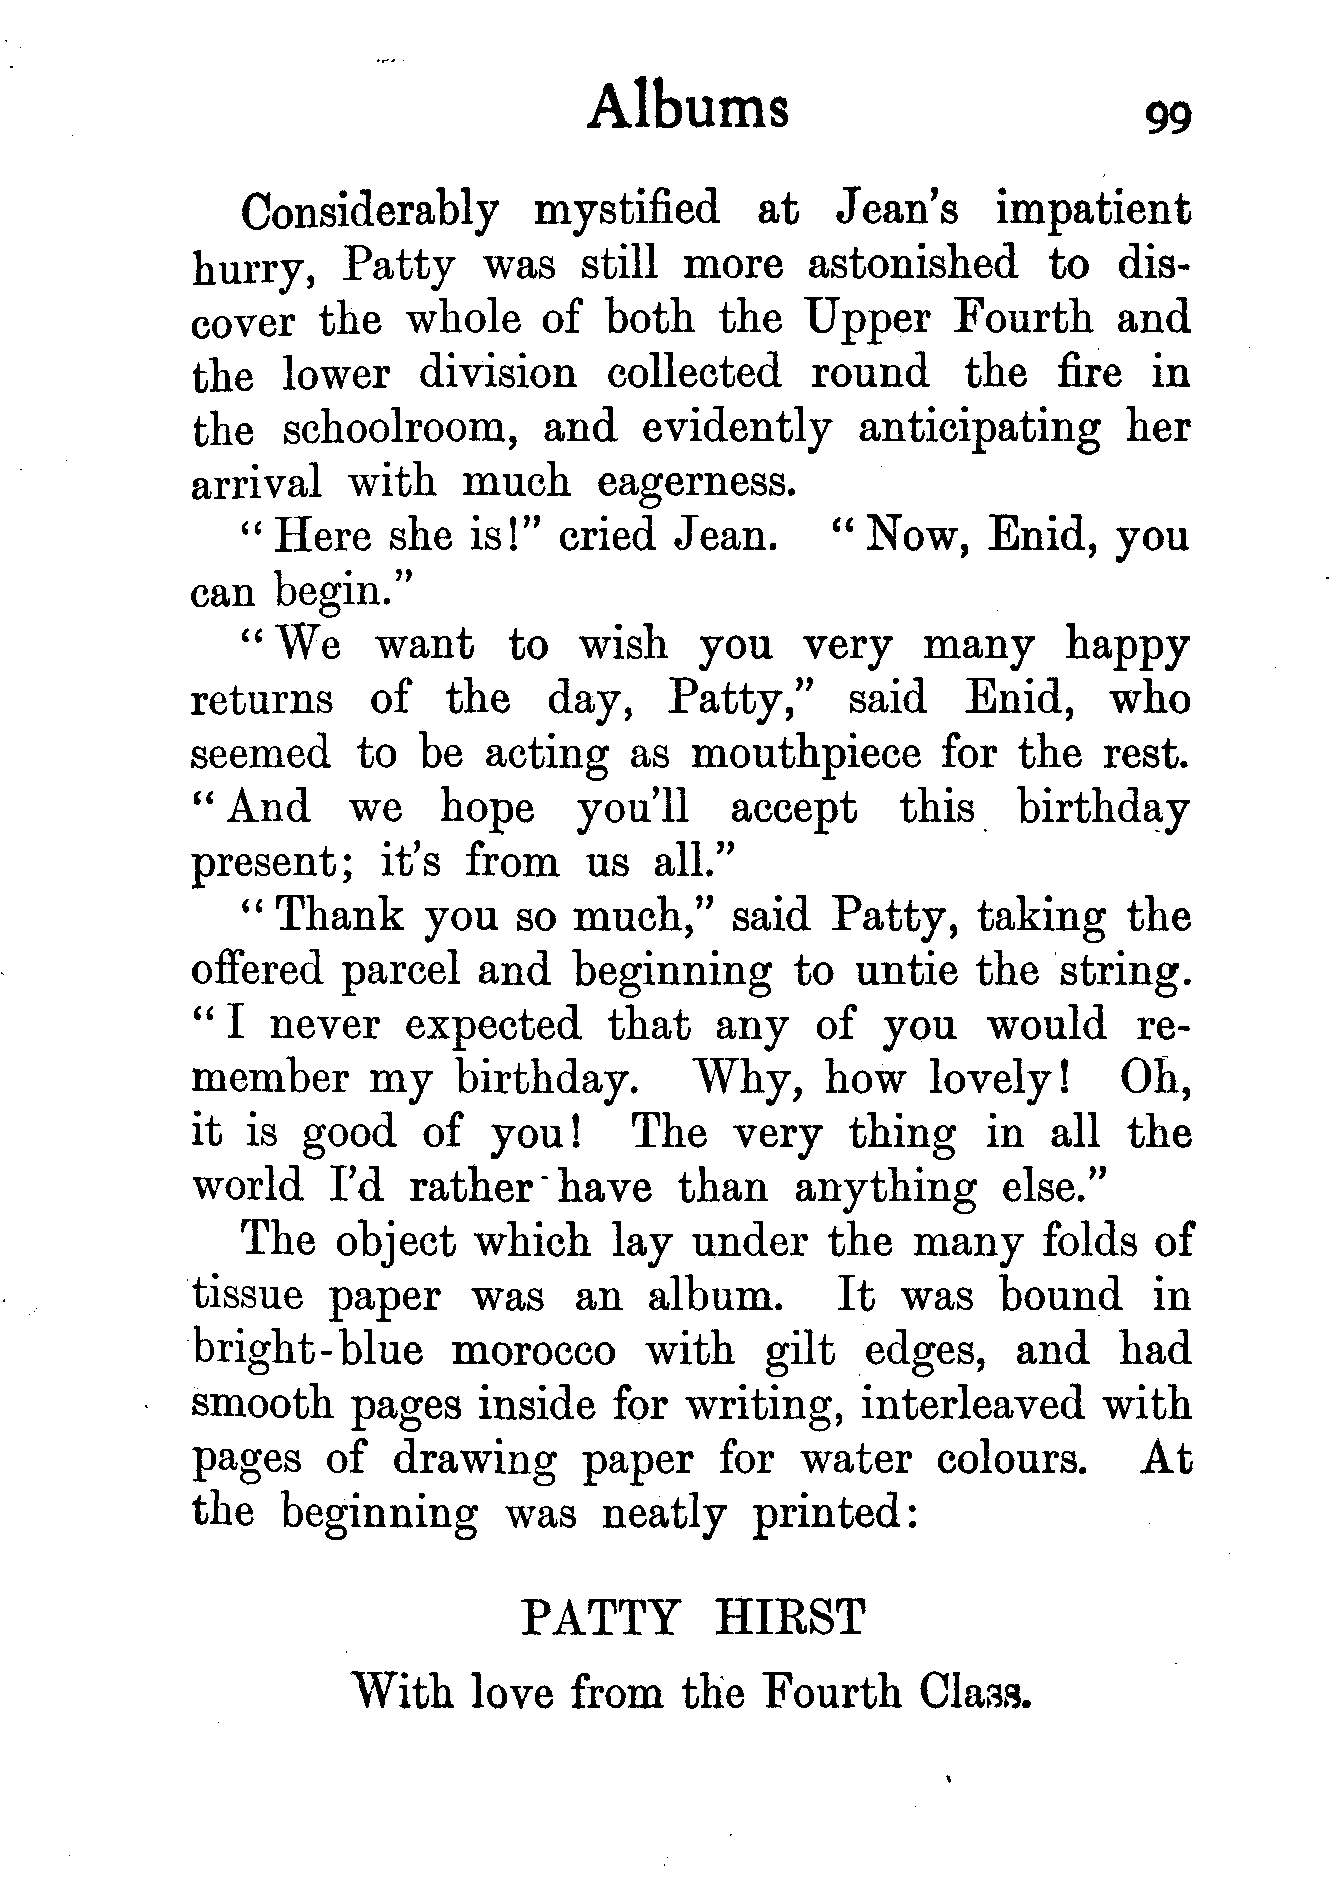 Albums 99
Considerably mystified at Jean's impatient
hurry, Patty was still more astonished to dis-
cover the whole of both the Upper Fourth and
the lower division collected round the fire in
the schoolroom, and evidently anticipating her
arrival with much eagerness.
"Here she is!" cried Jean. "Now, Enid, you
can begin."
"We want to wish you very many happy
returns of the day, Patty," said Enid, who
seemed to be acting as mouthpiece for the rest.
"And we hope you'll accept this birthday
present; it's from us all."
"Thank you so much," said Patty, taking the
offered parcel and beginning to untie the string.
"I never expected that any of you would re-
member my birthday. Why, how lovely! Oh,
it is good of you! The very thing in all the
world I'd rather have than anything else."
The object which lay under the many folds of
tissue paper was an album. It was bound in
bright-blue morocco with gilt edges, and had
smooth pages inside for writing, interleaved with
pages of drawing paper for water colours. At
the beginning was neatly printed:
PATTY HIRST
With love from the Fourth Class.